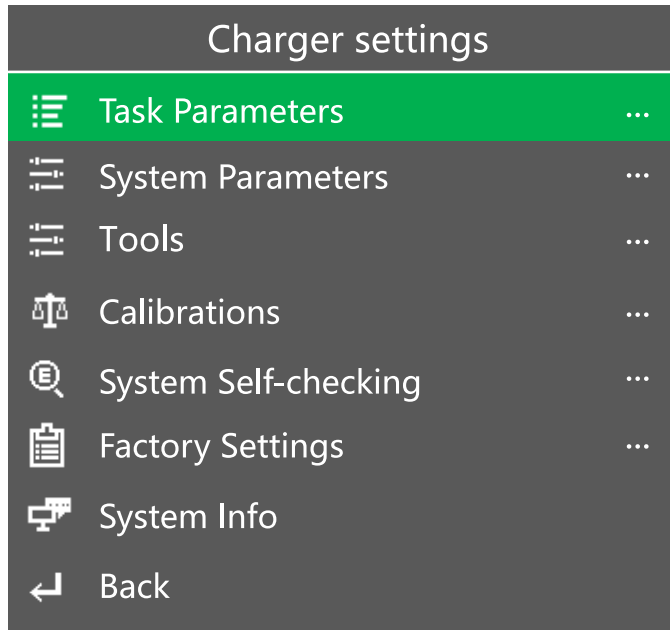 Charger settings
Task Parameters ...
System Parameters ...
Tools ...
Calibrations ...
System Self-checking ...
Factory Settings ...
System Info
Back